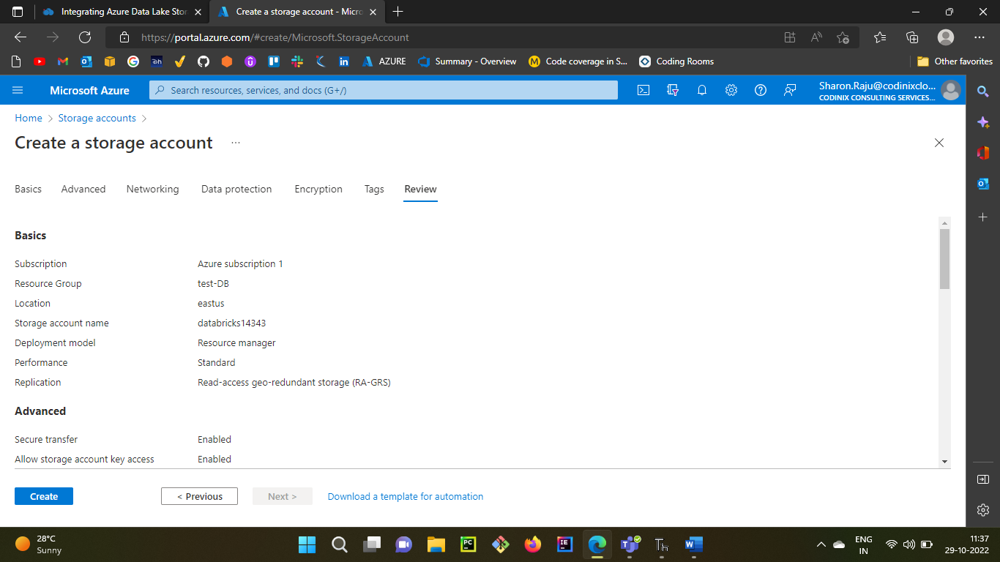 Integrating Azure Data Lake Stor
Create a storage account - Micro
https://portal.azure.com/#create/Microsoft.StorageAccount
AZURE
Summary - Overview
Code coverage in S...
Coding Rooms
Other favorites
Microsoft Azure
Search resources, services, and docs (G+/)
Sharon.Raju@codinixclo...
CODINIX CONSULTING SERVICES...
Home > Storage accounts >
Create a storage account ...
Basics Advanced Networking Data protection Encryption Tags Review
Basics
Subscription Azure subscription 1
Resource Group test-DB
Location eastus
Storage account name databricks14343
Deployment model Resource manager
Performance Standard
Replication Read-access geo-redundant storage (RA-GRS)
Advanced
Secure transfer Enabled
Allow storage account key access Enabled
Create < Previous Next > Download a template for automation
28°C
Sunny
ENG
IN
11:37
29-10-2022